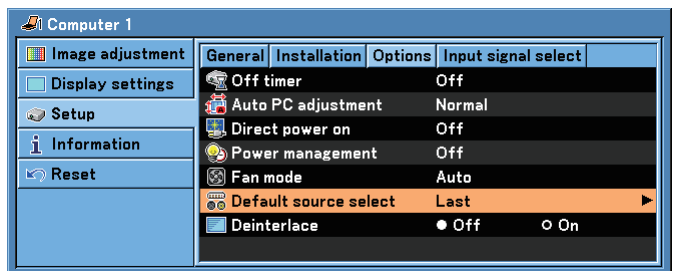 Computer 1
Image adjustment
Display settings
Setup
Information
Reset
General Installation Options Input signal select
Off timer Off
Auto PC adjustment Normal
Direct power on Off
Power management Off
Fan mode Auto
Default source select Last
Deinterlace Off On